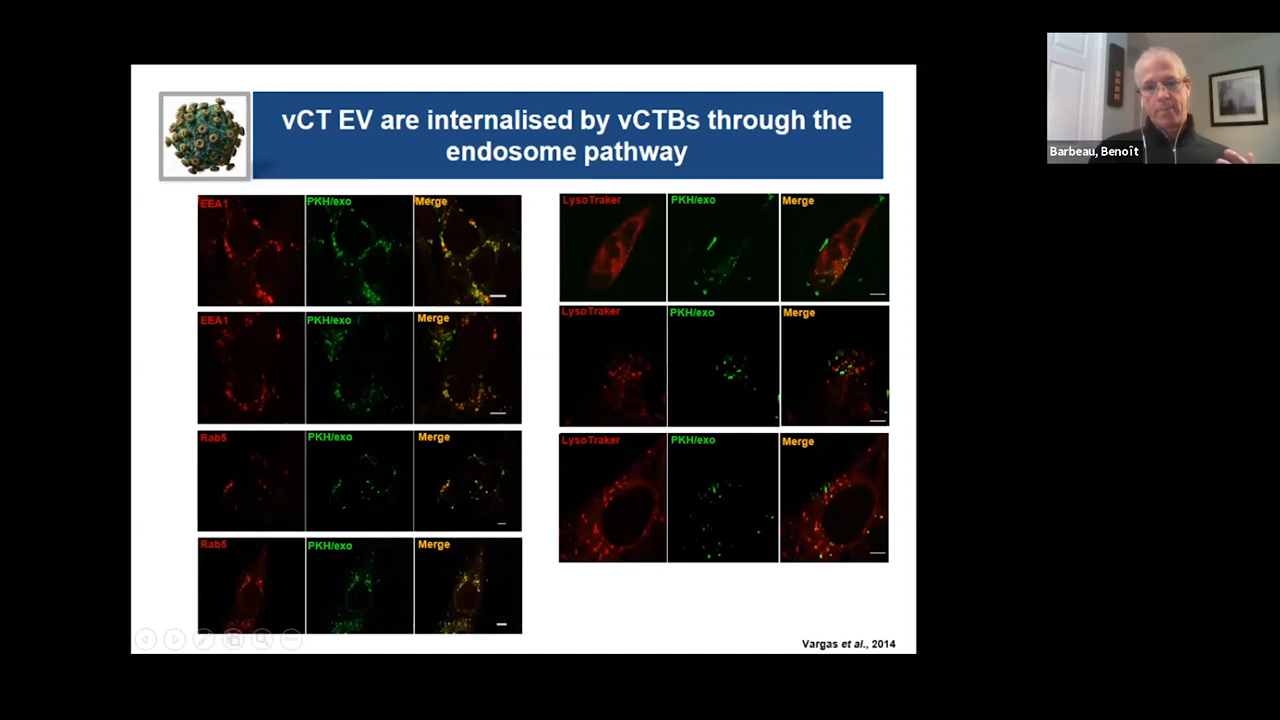 vCT EV are internalised by vCTBs through the
endosome pathway
EEA1 PKH/exo Merge
EEA1 PKH/exo Merge
Rab5 PKH/exo Merge
Rab5 PKH/exo Merge
LysoTraker PKH/exo Merge
LysoTraker PKH/exo Merge
LysoTraker PKH/exo Merge
Vargas et al., 2014
Barbeau, Benoît